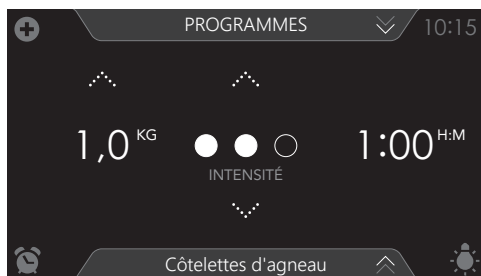 PROGRAMMES
10:15
1,0 KG
1:00 H:M
INTENSITÉ
Côtelettes d'agneau